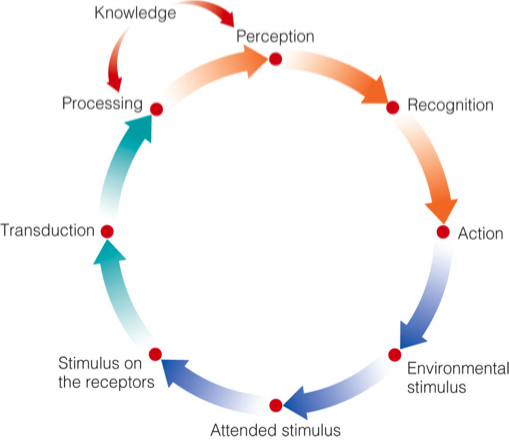 Knowledge
Perception
Processing
Recognition
Transduction
Action
Stimulus on
the receptors
Environmental
stimulus
Attended stimulus